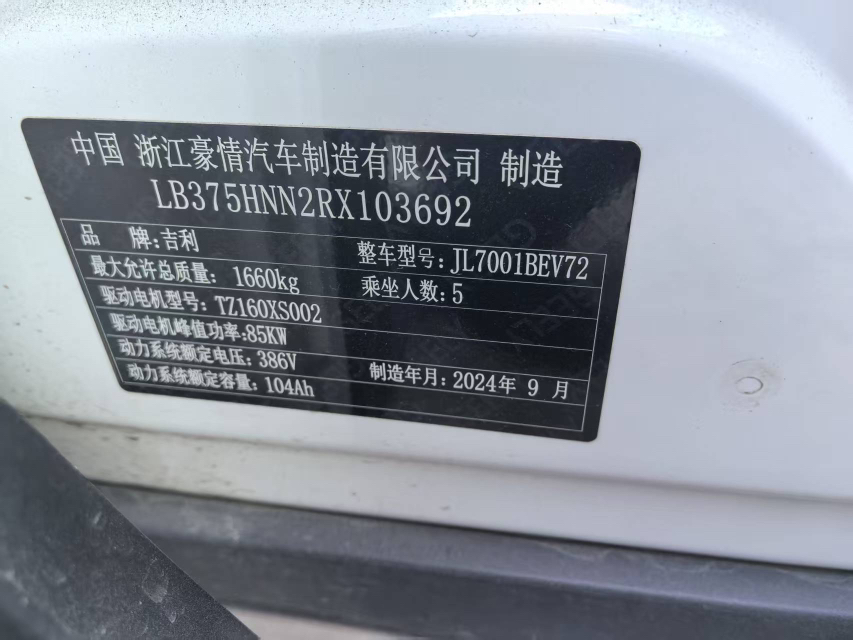 中国 浙江豪情汽车制造有限公司 制造
LB375HNN2RX103692
品 牌:吉利
整车型号:JL7001BEV72
最大允许总质量: 1660kg
乘坐人数:5
驱动电机型号: TZ160XS002
驱动电机峰值功率:85KW
动力系统额定电压: 386V
制造年月: 2024年 9 月
动力系统额定容量: 104Ah